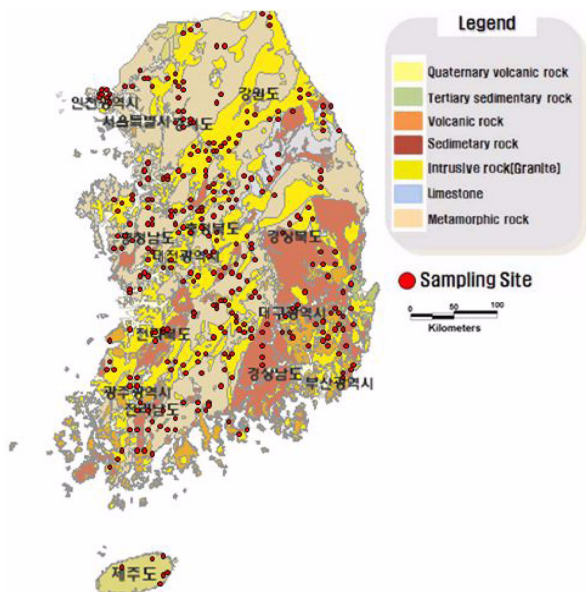 Legend
Quaternary volcanic rock
Tertiary sedimentary rock
Volcanic rock
Sedimetary rock
Intrusive rock(Granite)
Limestone
Metamorphic rock
Sampling Site
0 50 100
Kilometers
강원도
인천광역시
서울특별시
경기도
충청남도
충청북도
경상북도
대전광역시
대구광역시
전라북도
경상남도
부산광역시
광주광역시
전라남도
제주도